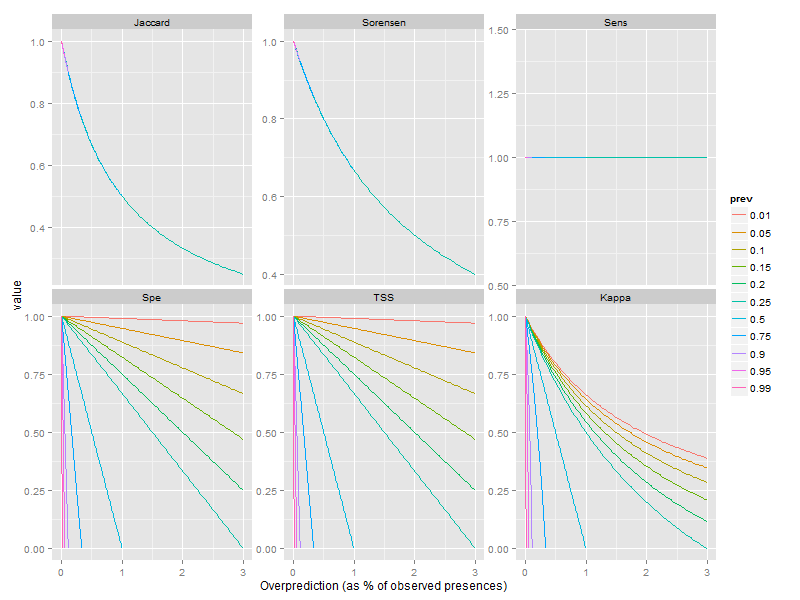 Jaccard Sorensen Sens
1.0 1.0 1.50
0.8 0.8 1.25
0.6 0.6 1.00
0.4 0.4 0.75
0.50
Spe TSS Kappa
1.00 1.00 1.00
0.75 0.75 0.75
0.50 0.50 0.50
0.25 0.25 0.25
0.00 0.00 0.00
0 1 2 3 0 1 2 3 0 1 2 3
value
Overprediction (as % of observed presences)
prev
0.01
0.05
0.1
0.15
0.2
0.25
0.5
0.75
0.9
0.95
0.99